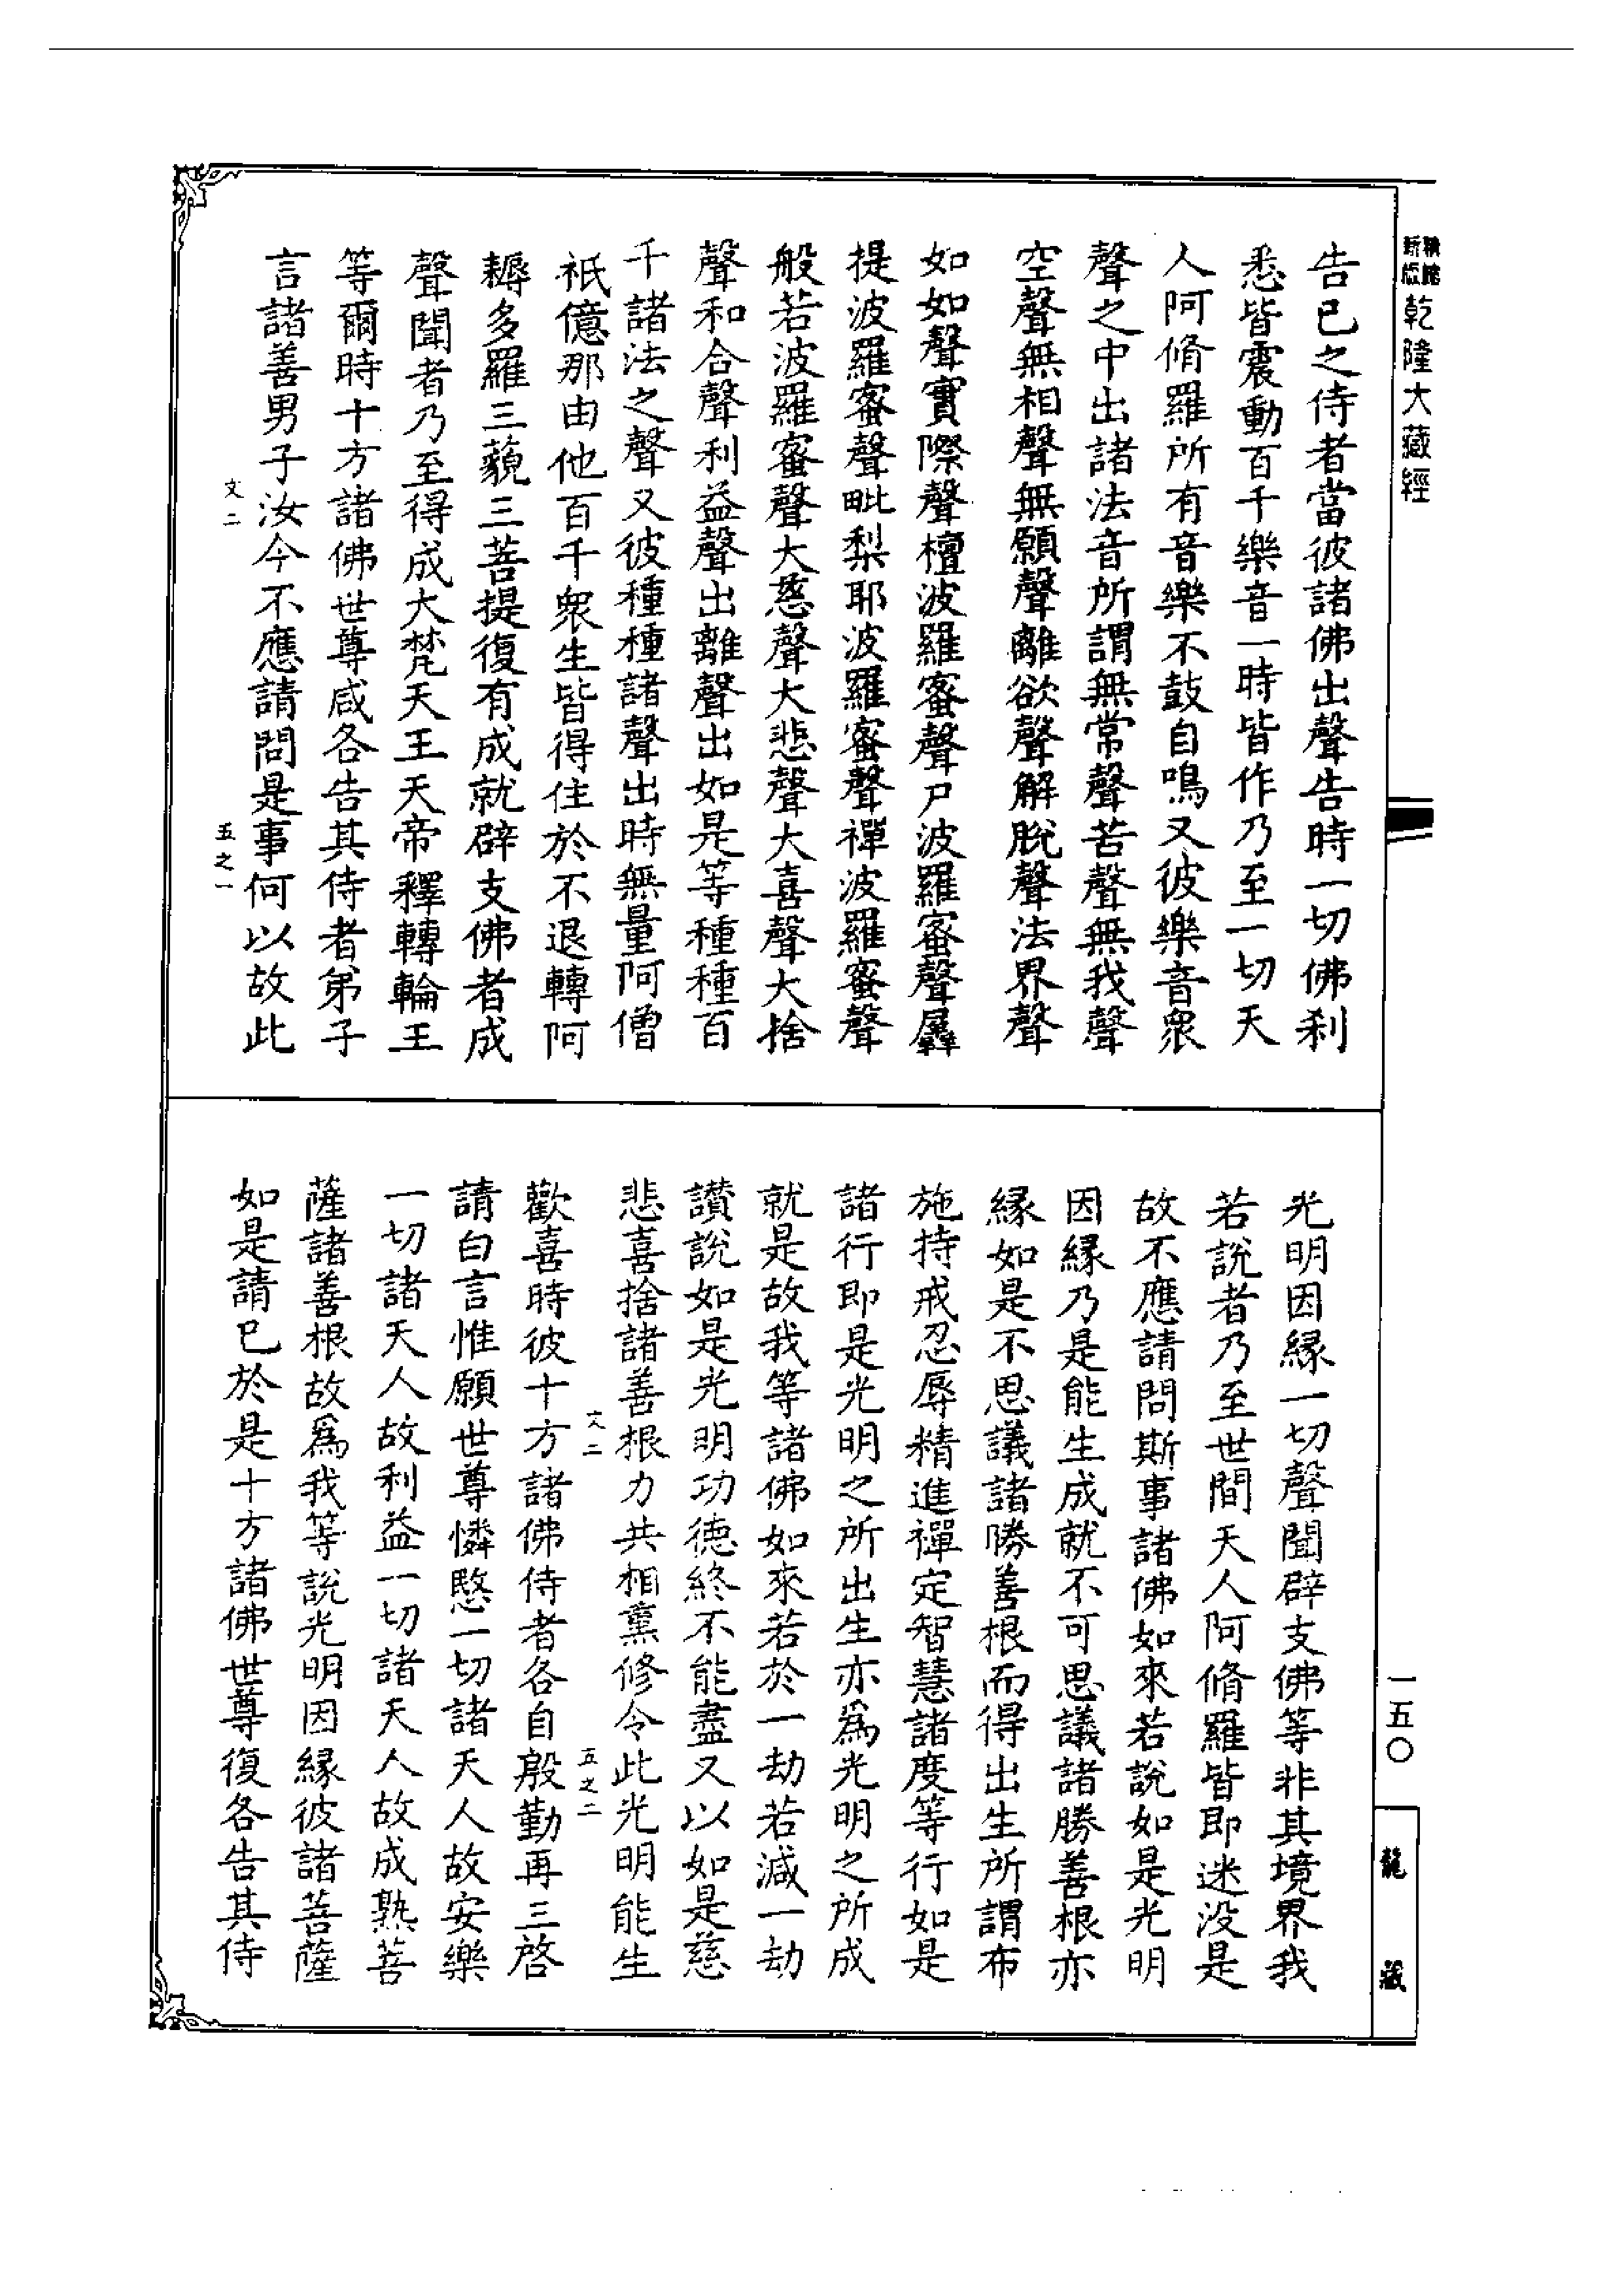 乾隆大藏經
告已之侍者當彼諸佛出聲告時一切佛刹
悉皆震動百千樂音一時皆作乃至一切天
人阿脩羅所有音樂不鼓自鳴又彼樂音衆
聲之中出諸法音所謂無常聲苦聲無我聲
空聲無相聲無願聲離欲聲解脫聲法界聲
如如聲實際聲檀波羅蜜聲尸波羅蜜聲羼
提波羅蜜聲毗梨耶波羅蜜聲禪波羅蜜聲
般若波羅蜜聲大慈聲大悲聲大喜聲大捨
聲和合聲利益聲出離聲出如是等種種百
千諸法之聲又彼種種諸聲出時無量阿僧
祇億那由他百千衆生皆得住於不退轉阿
耨多羅三藐三菩提復有成就辟支佛者成
聲聞者乃至得成大梵天王天帝釋轉輪王
等爾時十方諸佛世尊咸各告其侍者弟子
言諸善男子汝今不應請問是事何以故此
文二
五之一
光明因緣一切聲聞辟支佛等非其境界我
若說者乃至世間天人阿脩羅皆即迷没是
故不應請問斯事諸佛如來若說如是光明
因緣乃是能生成就不可思議諸勝善根亦
緣如是不思議諸勝善根而得出生所謂布
施持戒忍辱精進禪定智慧諸度等行如是
諸行即是光明之所出生亦爲光明之所成
就是故我等諸佛如來若於一劫若減一劫
讃說如是光明功德終不能盡又以如是慈
悲喜捨諸善根力共相熏修令此光明能生
文二
五之二
歡喜時彼十方諸佛侍者各自殷勤再三啓
請白言惟願世尊憐愍一切諸天人故安樂
一切諸天人故利益一切諸天人故成熟菩
薩諸善根故爲我等說光明因緣彼諸菩薩
如是請已於是十方諸佛世尊復各告其侍
一五〇
龍藏